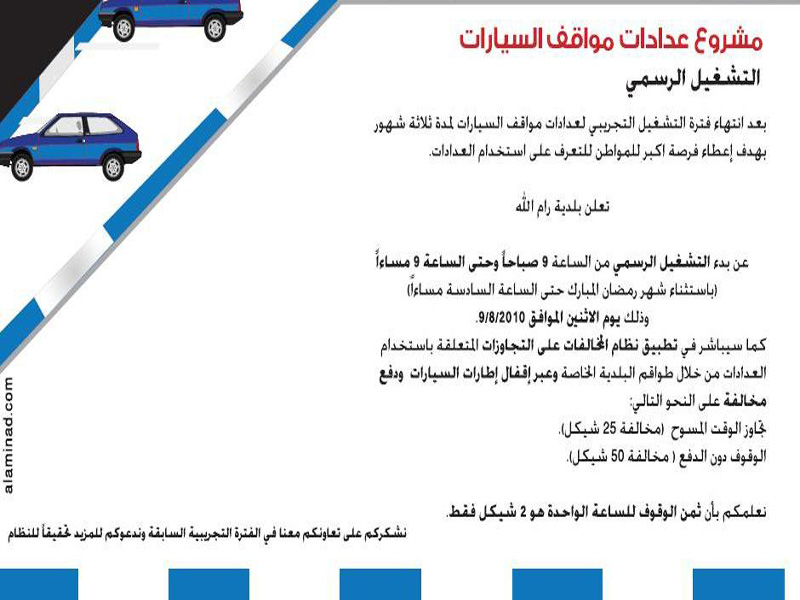 مشروع عدادات مواقف السيارات
التشغيل الرسمي
بعد انتهاء فترة التشغيل التجريبي لعدادات مواقف السيارات لمدة ثلاثة شهور
بهدف إعطاء فرصة اكبر للمواطن للتعرف على استخدام العدادات.
تعلن بلدية رام الله
عن بدء التشغيل الرسمي من الساعة 9 صباحاً وحتى الساعة 9 مساءاً
(باستثناء شهر رمضان المبارك حتى الساعة السادسة مساءاً)
وذلك يوم الاثنين الموافق 9/8/2010.
كما سيباشر في تطبيق نظام المخالفات على التجاوزات المتعلقة باستخدام
العدادات من خلال طواقم البلدية الخاصة وعبر إقفال إطارات السيارات ودفع
مخالفة على النحو التالي:
تجاوز الوقت المسوح (مخالفة 25 شيكل).
الوقوف دون الدفع ( مخالفة 50 شيكل).
نعلمكم بأن ثمن الوقوف للساعة الواحدة هو 2 شيكل فقط.
نشكركم على تعاونكم معنا في الفترة التجريبية السابقة وندعوكم للمزيد تحقيقاً للنظام
alaminad.com